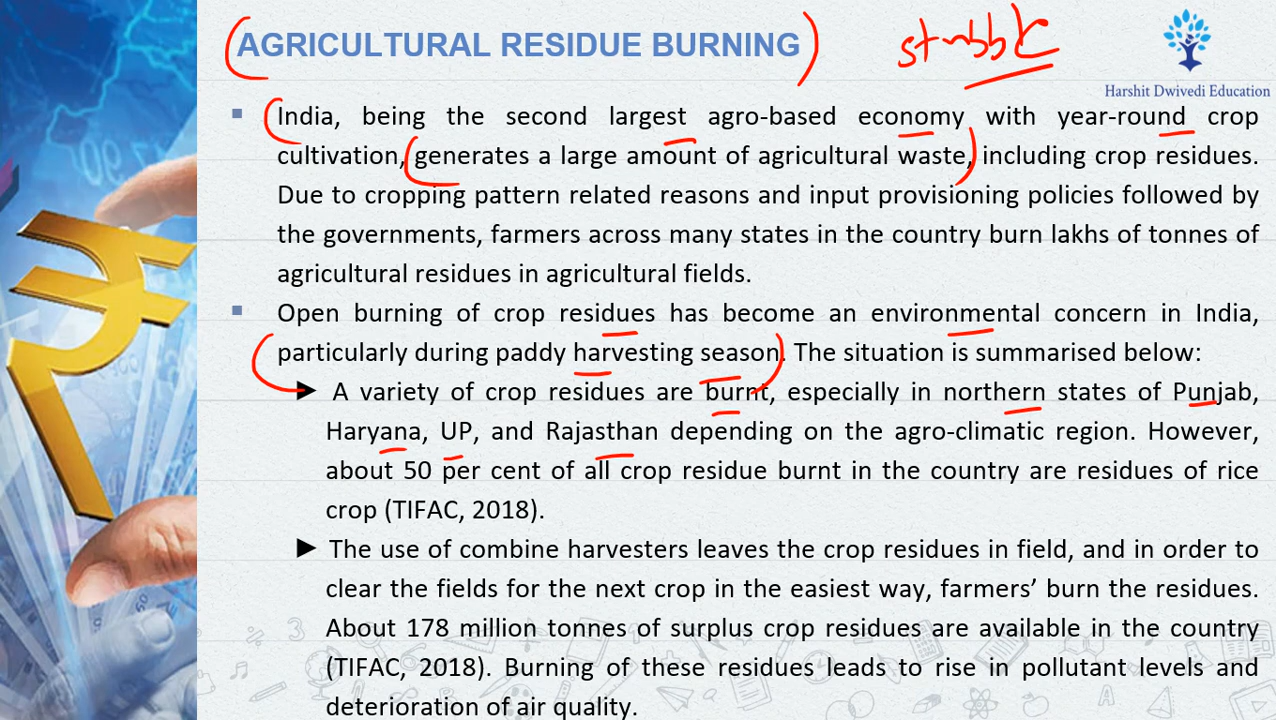 AGRICULTURAL RESIDUE BURNING
stubble
Harshit Dwivedi Education
▪ India, being the second largest agro-based economy with year-round crop
cultivation, generates a large amount of agricultural waste, including crop residues.
Due to cropping pattern related reasons and input provisioning policies followed by
the governments, farmers across many states in the country burn lakhs of tonnes of
agricultural residues in agricultural fields.
▪ Open burning of crop residues has become an environmental concern in India,
particularly during paddy harvesting season. The situation is summarised below:
► A variety of crop residues are burnt, especially in northern states of Punjab,
Haryana, UP, and Rajasthan depending on the agro-climatic region. However,
about 50 per cent of all crop residue burnt in the country are residues of rice
crop (TIFAC, 2018).
► The use of combine harvesters leaves the crop residues in field, and in order to
clear the fields for the next crop in the easiest way, farmers’ burn the residues.
About 178 million tonnes of surplus crop residues are available in the country
(TIFAC, 2018). Burning of these residues leads to rise in pollutant levels and
deterioration of air quality.